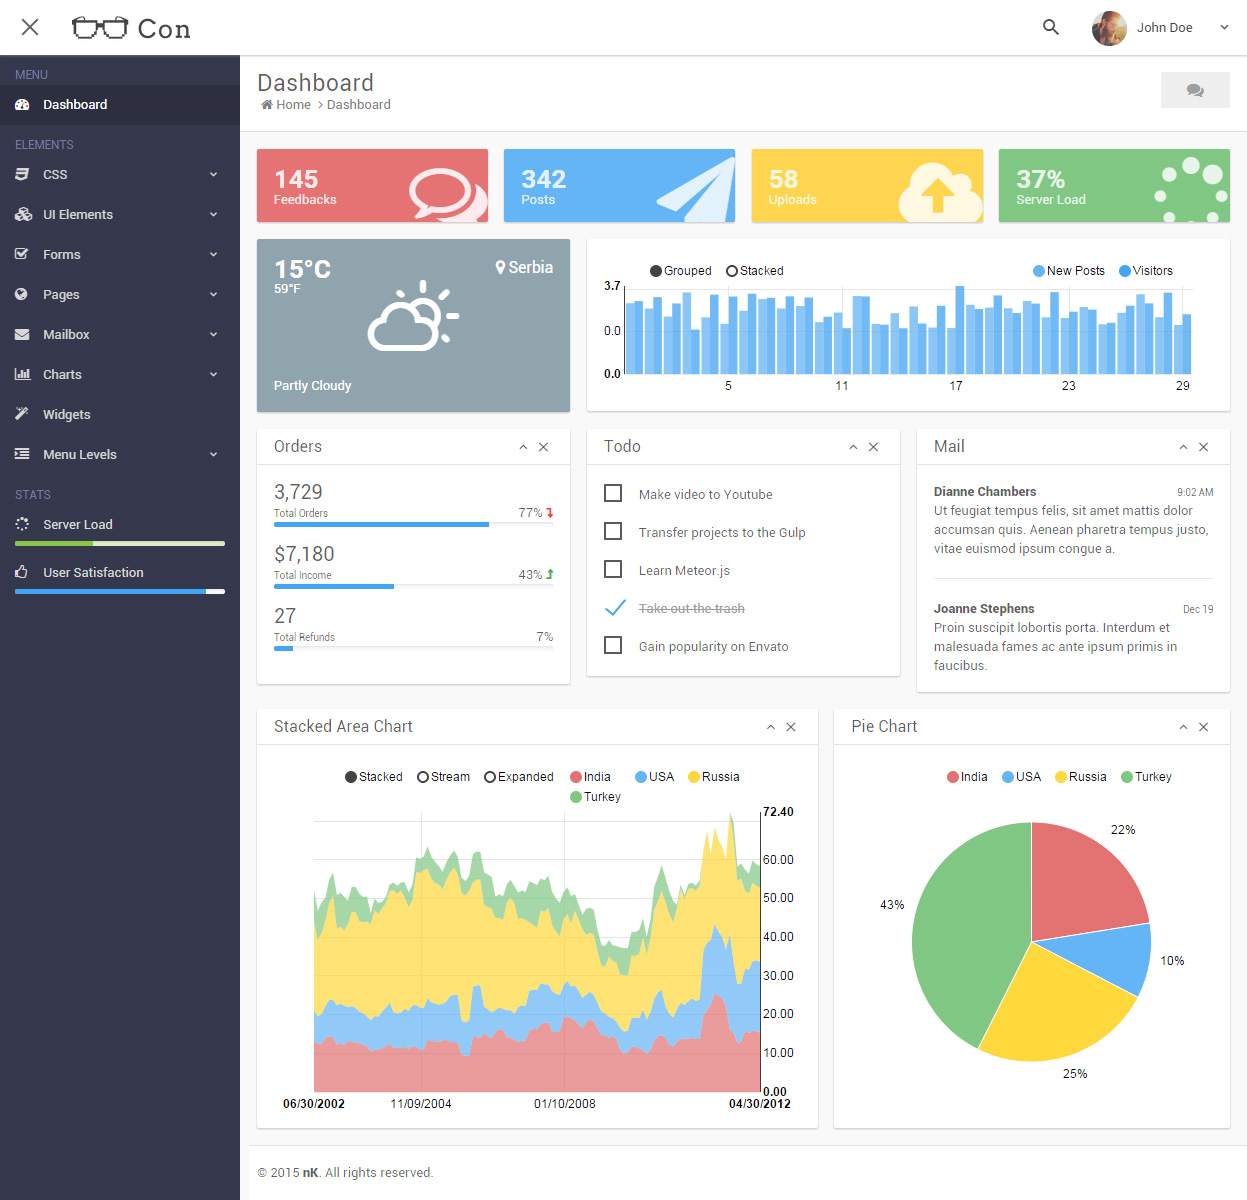 Con
John Doe
MENU
Dashboard
ELEMENTS
CSS
UI Elements
Forms
Pages
Mailbox
Charts
Widgets
Menu Levels
STATS
Server Load
User Satisfaction
Dashboard
Home > Dashboard
145
Feedbacks
342
Posts
58
Uploads
37%
Server Load
15°C
59°F
Serbia
Partly Cloudy
Grouped Stacked New Posts Visitors
3.7
0.0
0.0
5 11 17 23 29
Orders
3,729
Total Orders 77%
$7,180
Total Income 43%
27
Total Refunds 7%
Todo
Make video to Youtube
Transfer projects to the Gulp
Learn Meteor.js
Take out the trash
Gain popularity on Envato
Mail
Dianne Chambers 9:02 AM
Ut feugiat tempus felis, sit amet mattis dolor
accumsan quis. Aenean pharetra tempus justo,
vitae euismod ipsum congue a.
Joanne Stephens Dec 19
Proin suscipit lobortis porta. Interdum et
malesuada fames ac ante ipsum primis in
faucibus.
Stacked Area Chart
Stacked Stream Expanded India USA Russia
Turkey
72.40
60.00
50.00
40.00
30.00
20.00
10.00
0.00
06/30/2002 11/09/2004 01/10/2008 04/30/2012
Pie Chart
India USA Russia Turkey
22%
43%
10%
25%
© 2015 nK. All rights reserved.